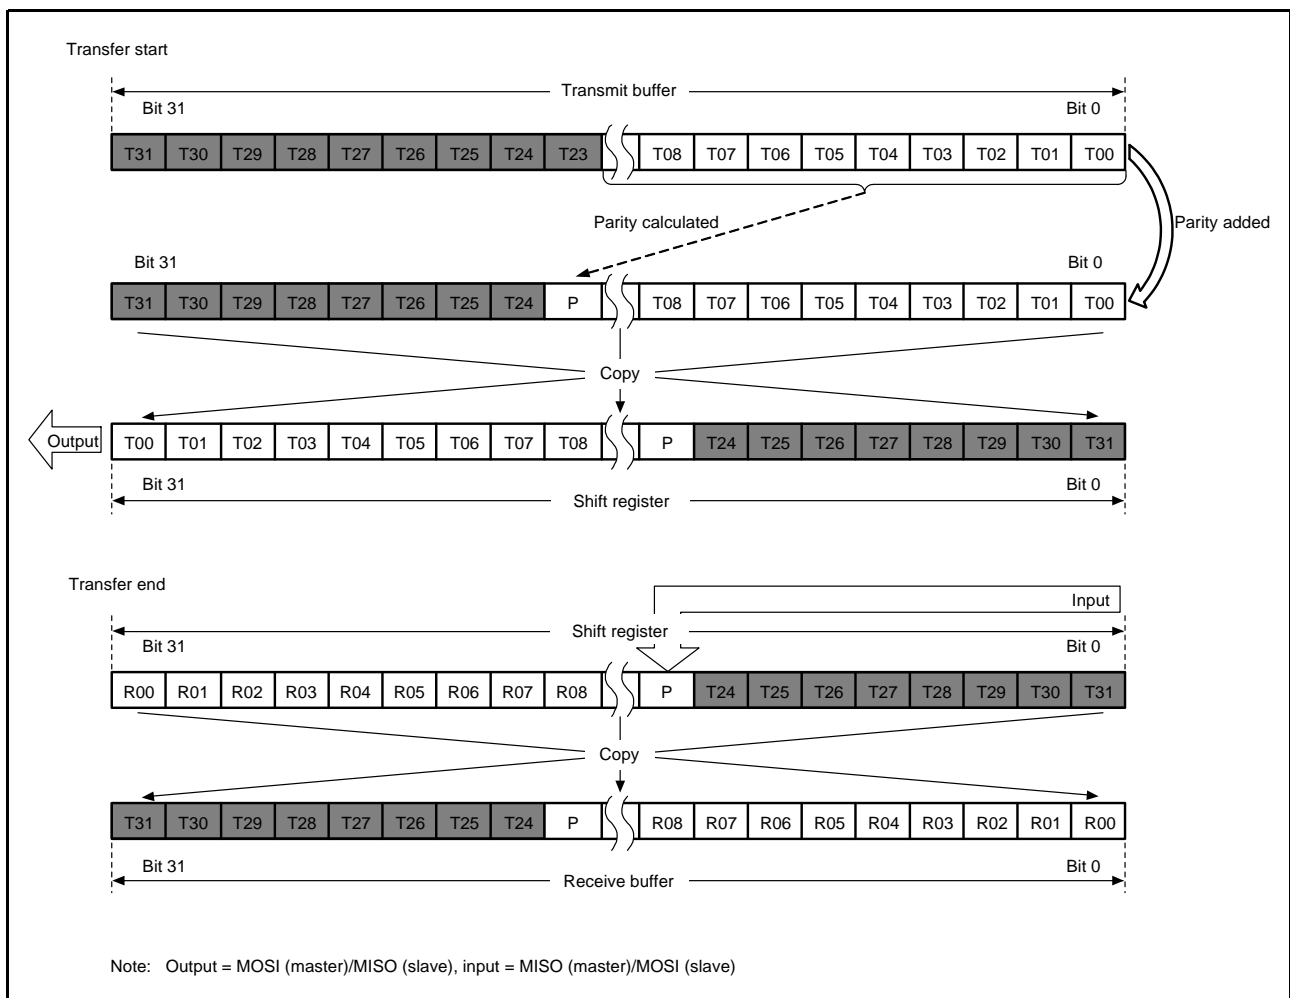 Transfer start
Transmit buffer
Bit 31 Bit 0
T31 T30 T29 T28 T27 T26 T25 T24 T23 T08 T07 T06 T05 T04 T03 T02 T01 T00
Parity calculated Parity added
Bit 31 Bit 0
T31 T30 T29 T28 T27 T26 T25 T24 P T08 T07 T06 T05 T04 T03 T02 T01 T00
Copy
Output T00 T01 T02 T03 T04 T05 T06 T07 T08 P T24 T25 T26 T27 T28 T29 T30 T31
Bit 31 Bit 0
Shift register
Transfer end
Input
Shift register
Bit 31 Bit 0
R00 R01 R02 R03 R04 R05 R06 R07 R08 P T24 T25 T26 T27 T28 T29 T30 T31
Copy
T31 T30 T29 T28 T27 T26 T25 T24 P R08 R07 R06 R05 R04 R03 R02 R01 R00
Bit 31 Bit 0
Receive buffer
Note: Output = MOSI (master)/MISO (slave), input = MISO (master)/MOSI (slave)